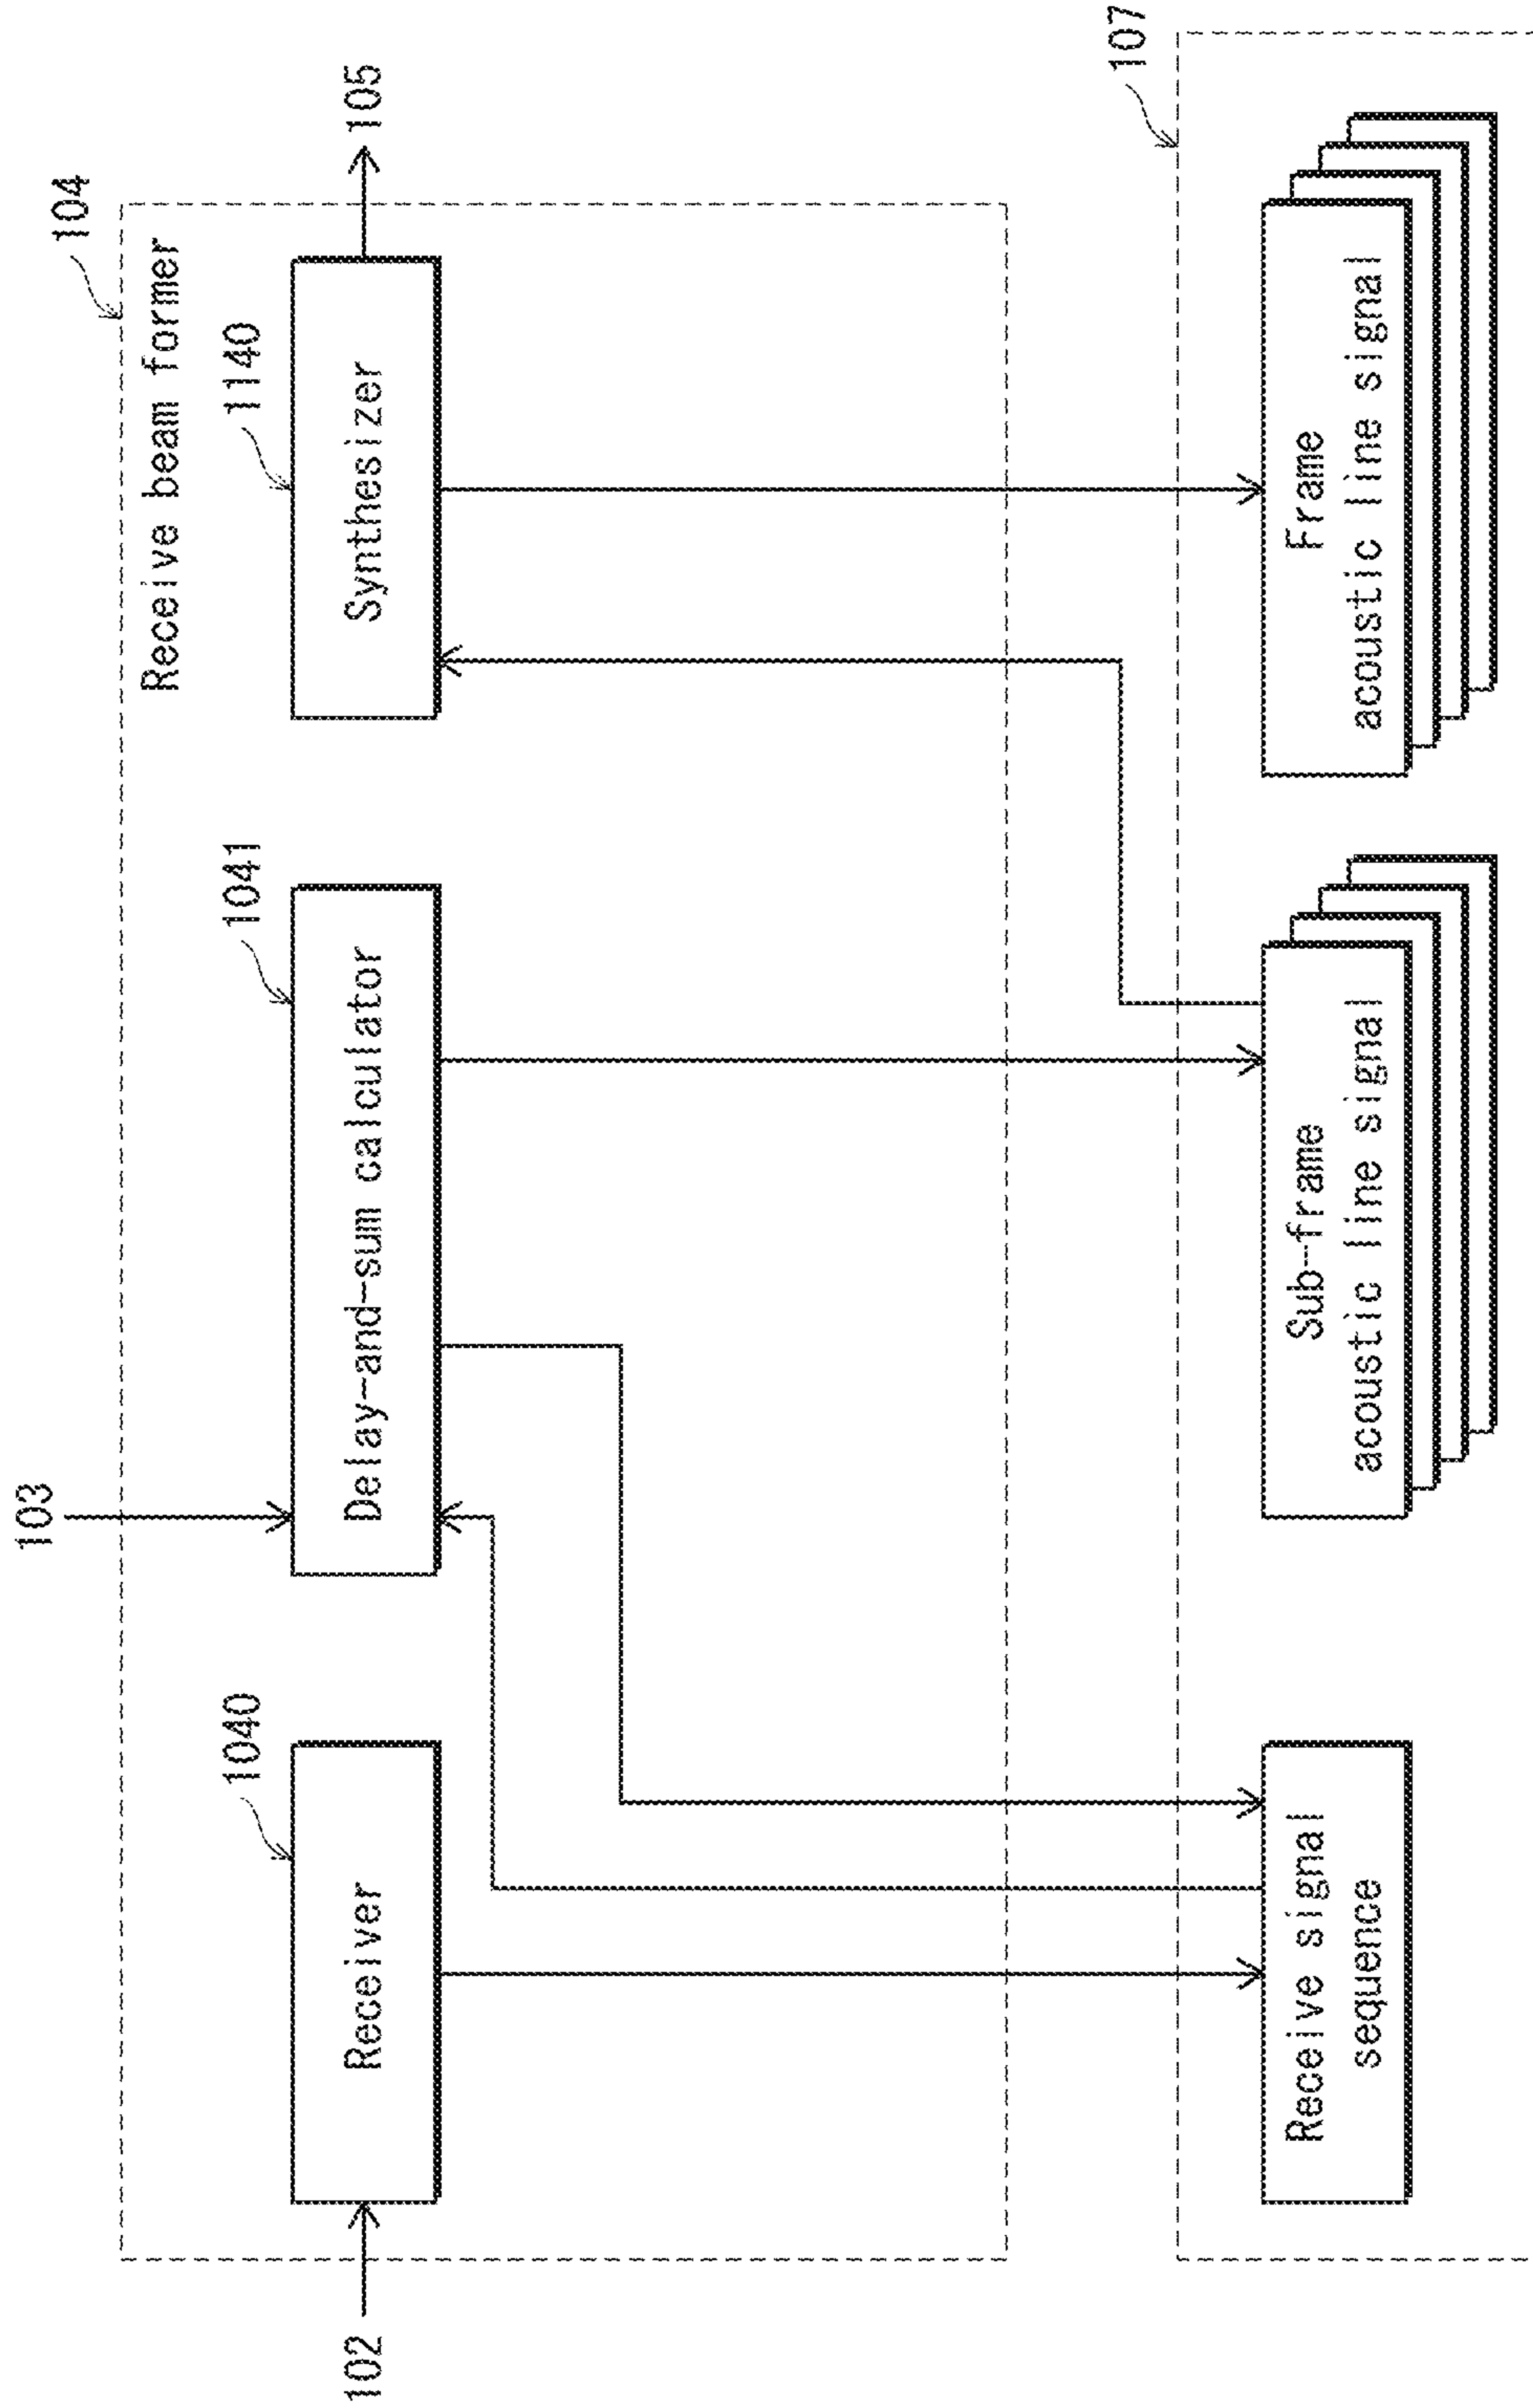 104
Receive beam former
103
1040
1041
1140
102
Receiver
Delay-and-sum calculator
Synthesizer
105
107
Receive signal
sequence
Sub-frame
acoustic line signal
Frame
acoustic line signal